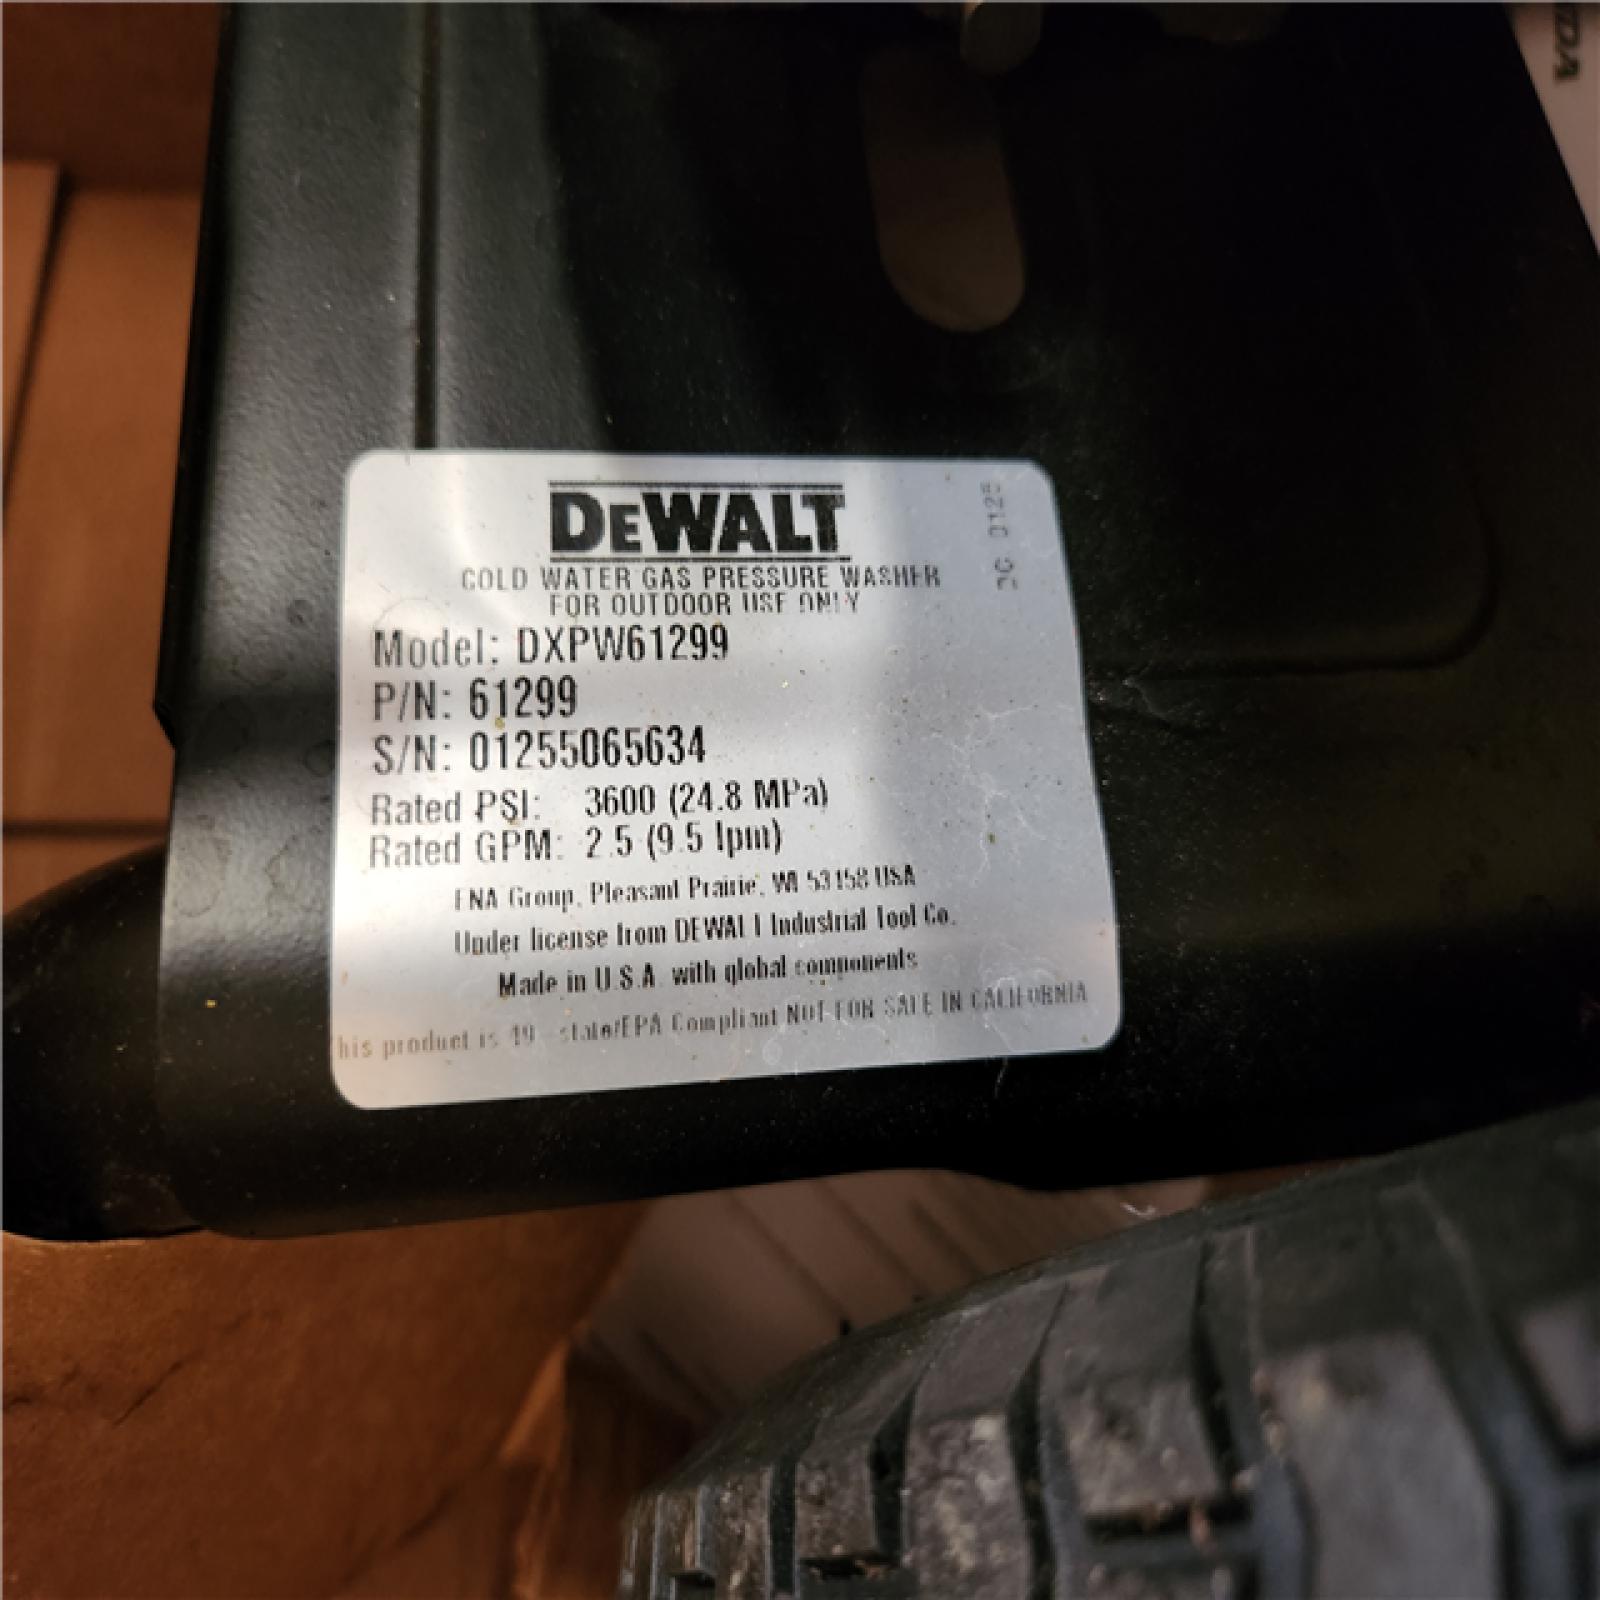 DEWALT
COLD WATER GAS PRESSURE WASHER
FOR OUTDOOR USE ONLY
Model: DXPW61299
P/N: 61299
S/N: 01255065634
Rated PSI: 3600 (24.8 MPa)
Rated GPM: 2.5 (9.5 lpm)
FNA Group, Pleasant Prairie, WI 53158 USA
Under license from DEWALT Industrial Tool Co.
Made in U.S.A. with global components
This product is 49-state/EPA Compliant NOT FOR SALE IN CALIFORNIA
0125